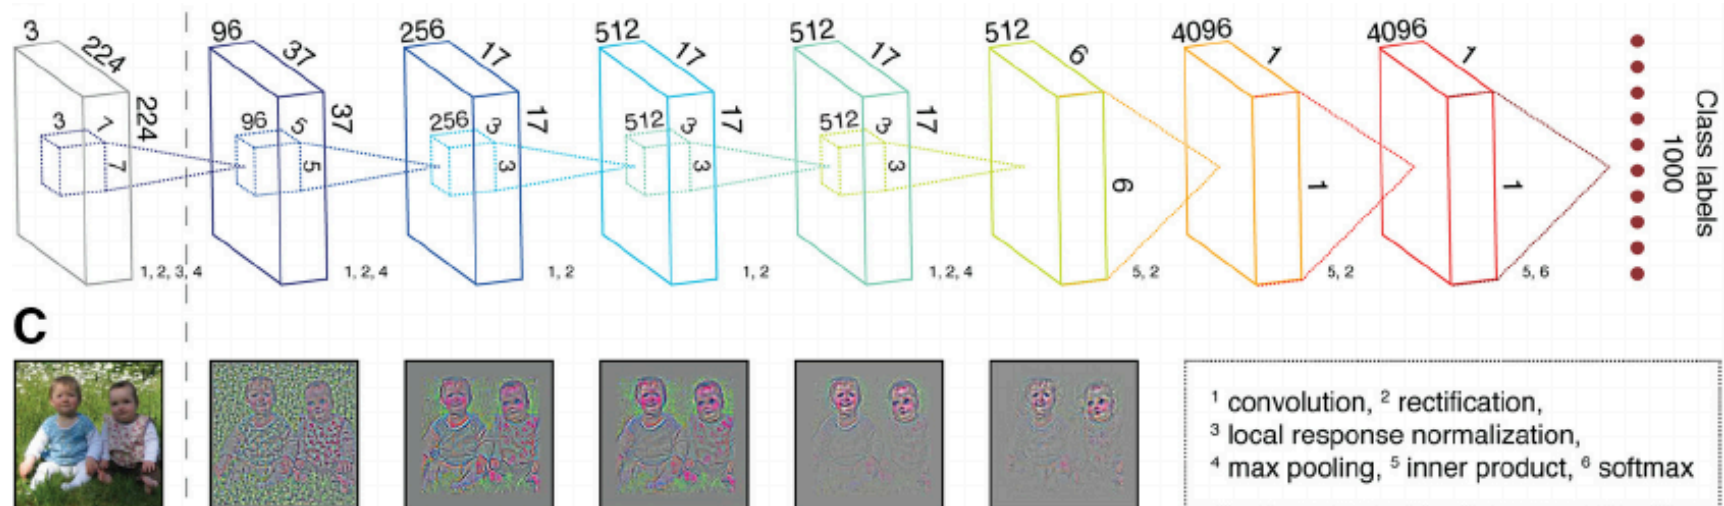 3 224 224
3 7 7
1, 2, 3, 4
96 37 37
96 5 5
1, 2, 4
256 17 17
256 3 3
1, 2
512 17 17
512 3 3
1, 2
512 17 17
512 3 3
1, 2, 4
512 6 6
5, 2
4096 1 1
5, 2
4096 1 1
5, 6
Class labels
1000
C
¹ convolution, ² rectification,
³ local response normalization,
⁴ max pooling, ⁵ inner product, ⁶ softmax